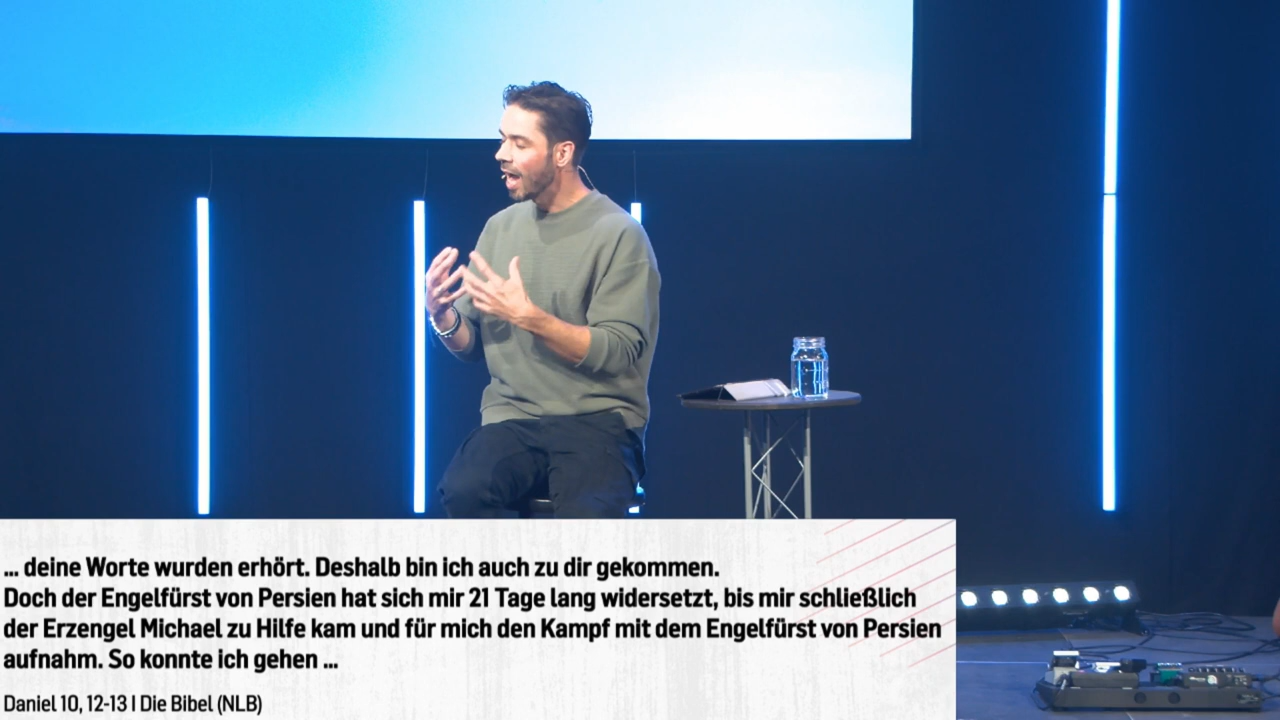 ... deine Worte wurden erhört. Deshalb bin ich auch zu dir gekommen.
Doch der Engelfürst von Persien hat sich mir 21 Tage lang widersetzt, bis mir schließlich
der Erzengel Michael zu Hilfe kam und für mich den Kampf mit dem Engelfürst von Persien
aufnahm. So konnte ich gehen ...
Daniel 10, 12-13 I Die Bibel (NLB)